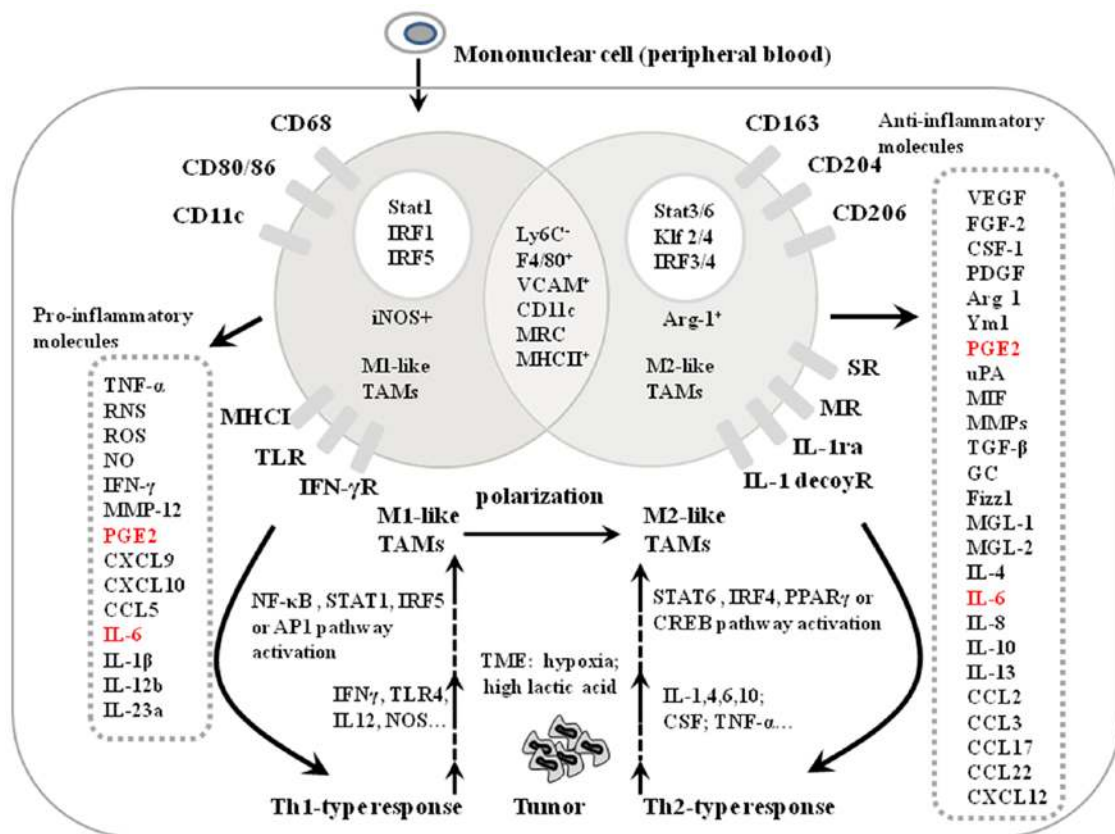 Mononuclear cell (peripheral blood)
CD68
CD80/86
CD11c
CD163
CD204
CD206
Anti-inflammatory
molecules
Stat1
IRF1
IRF5
iNOS+
M1-like
TAMs
Ly6C⁻
F4/80⁺
VCAM⁺
CD11c
MRC
MHCII⁺
Stat3/6
Klf 2/4
IRF3/4
Arg-1⁺
M2-like
TAMs
Pro-inflammatory
molecules
TNF-α
RNS
ROS
NO
IFN-γ
MMP-12
PGE2
CXCL9
CXCL10
CCL5
IL-6
IL-1β
IL-12b
IL-23a
MHCI
TLR
IFN-γR
SR
MR
IL-1ra
IL-1 decoyR
VEGF
FGF-2
CSF-1
PDGF
Arg 1
Ym1
PGE2
uPA
MIF
MMPs
TGF-β
GC
Fizz1
MGL-1
MGL-2
IL-4
IL-6
IL-8
IL-10
IL-13
CCL2
CCL3
CCL17
CCL22
CXCL12
polarization
M1-like
TAMs
M2-like
TAMs
NF-κB , STAT1, IRF5
or AP1 pathway
activation
STAT6 , IRF4, PPARγ or
CREB pathway activation
TME: hypoxia;
high lactic acid
IFNγ, TLR4,
IL12, NOS…
IL-1,4,6,10;
CSF; TNF-α…
Th1-type response
Tumor
Th2-type response